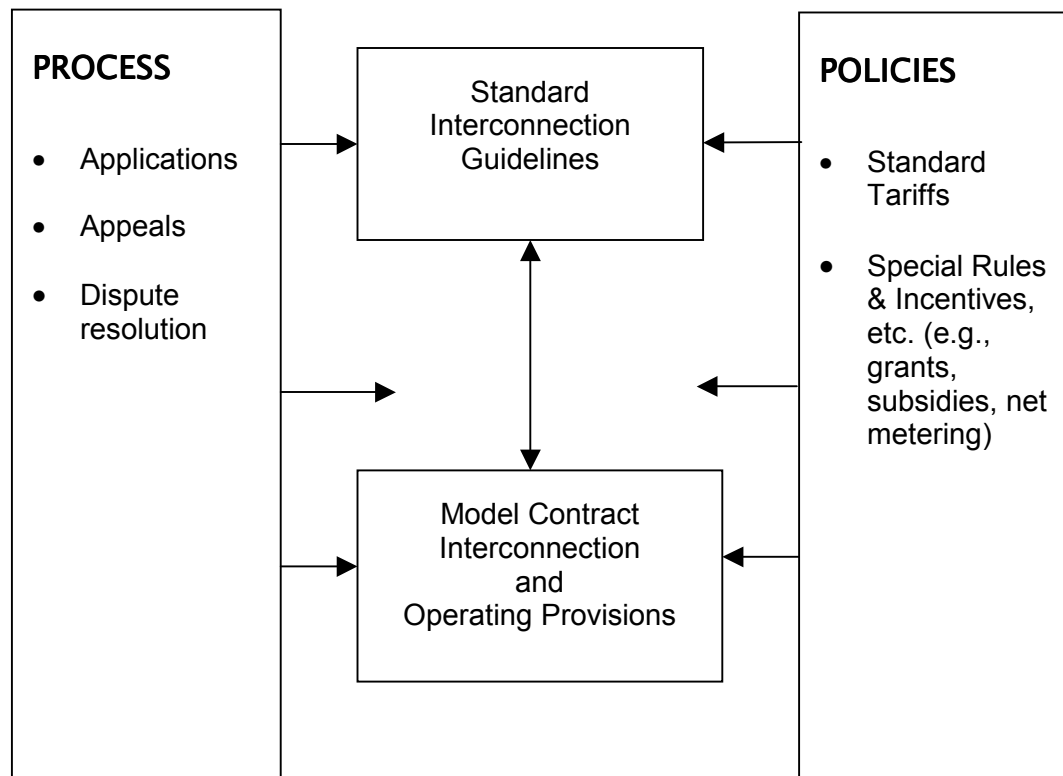 PROCESS
• Applications
• Appeals
• Dispute
resolution
Standard
Interconnection
Guidelines
Model Contract
Interconnection
and
Operating Provisions
POLICIES
• Standard
Tariffs
• Special Rules
& Incentives,
etc. (e.g.,
grants,
subsidies, net
metering)